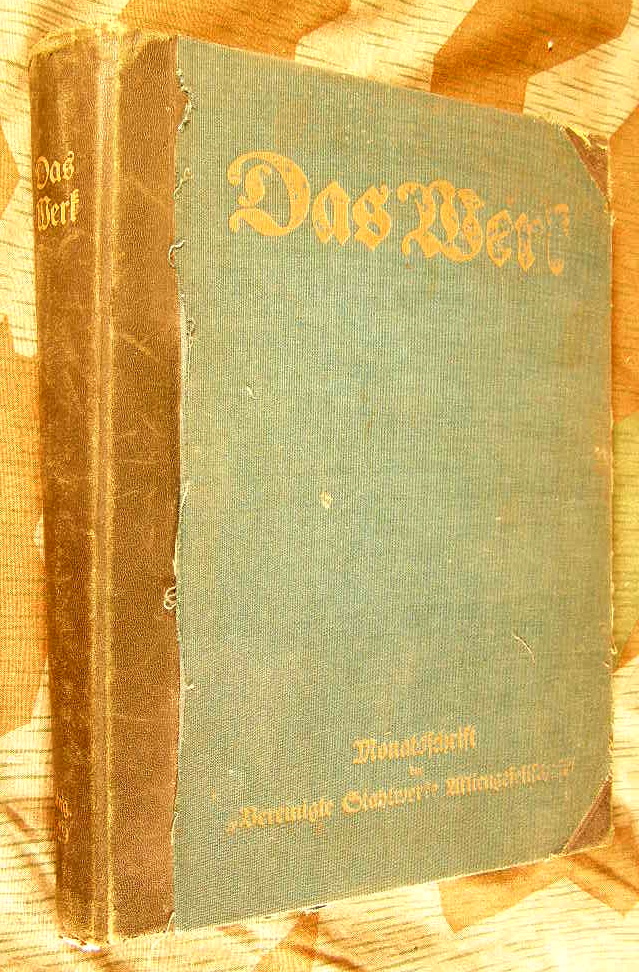 Das
Werk
Das Werk
Monatsschrift
der
„Vereinigte Stahlwerke Aktiengesellschaft“